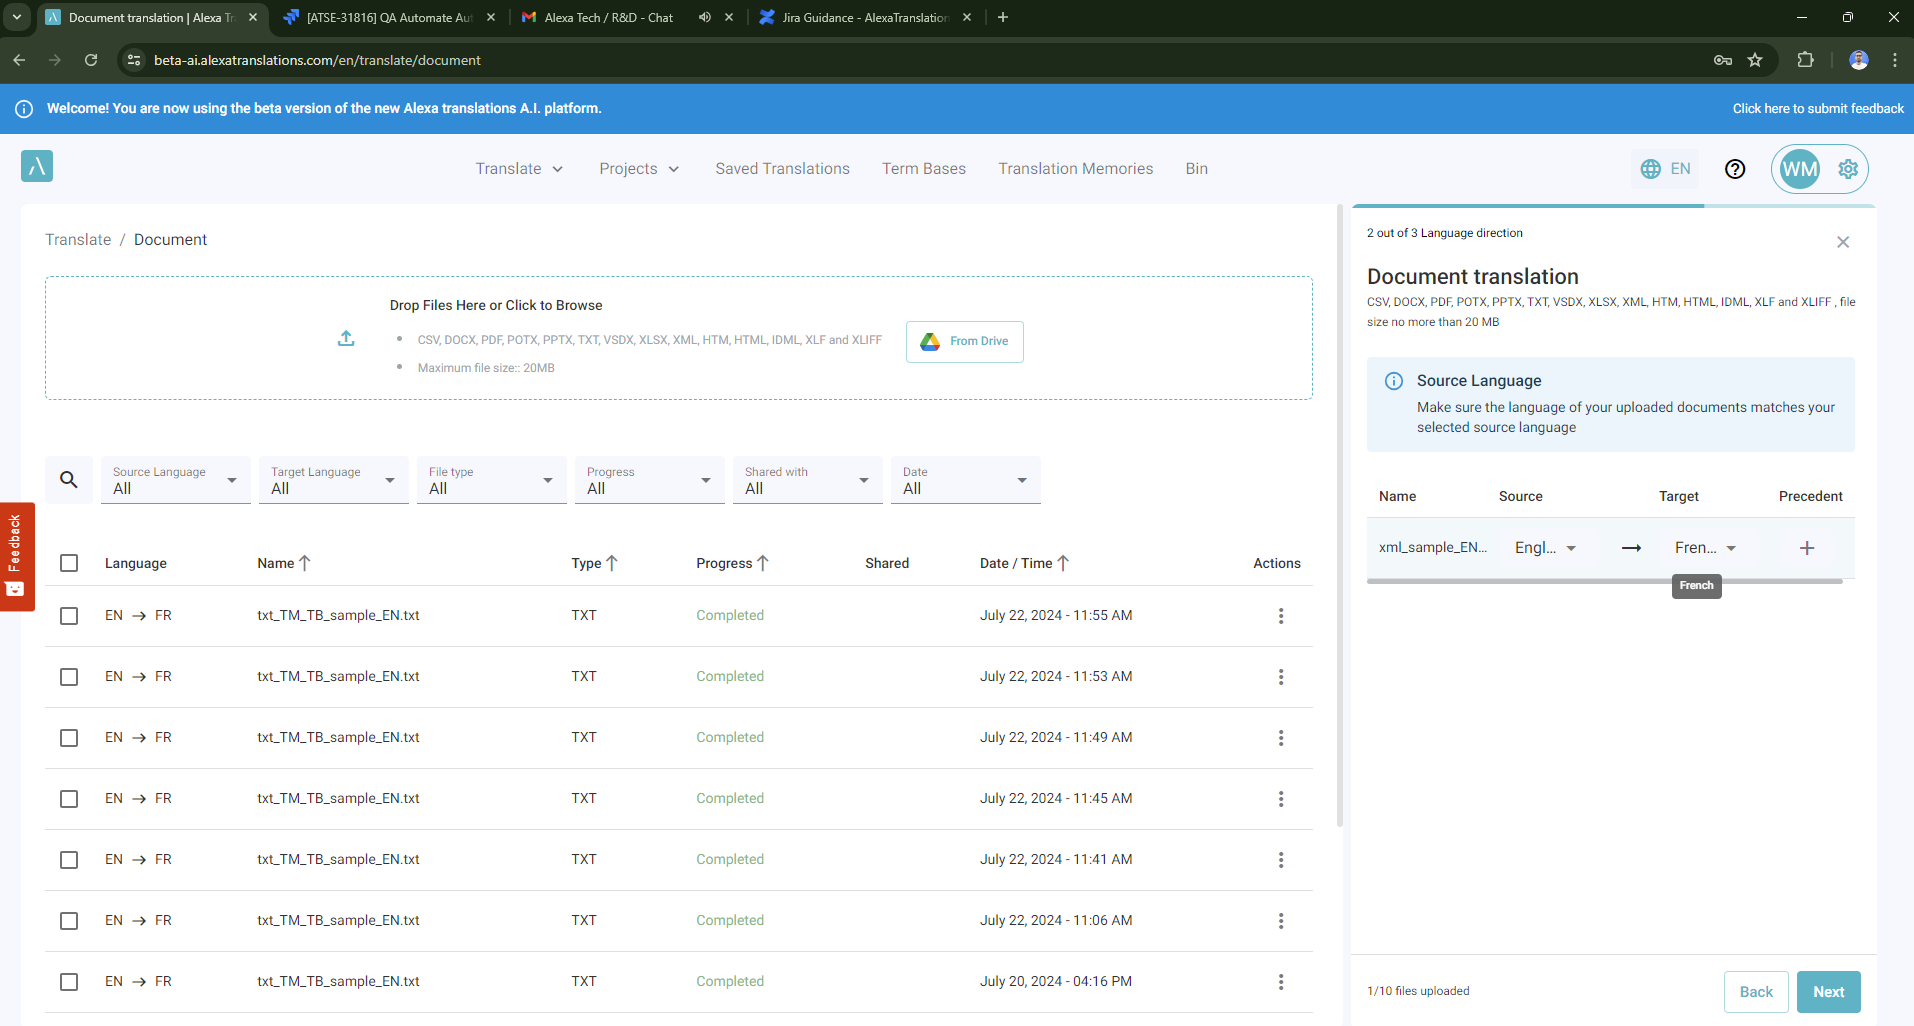 Document translation | Alexa Tr
[ATSE-31816] QA Automate Aut
Alexa Tech / R&D - Chat
Jira Guidance - AlexaTranslation
beta-ai.alexatranslations.com/en/translate/document
Welcome! You are now using the beta version of the new Alexa translations A.I. platform.
Click here to submit feedback
Translate
Projects
Saved Translations
Term Bases
Translation Memories
Bin
EN
WM
Translate / Document
Drop Files Here or Click to Browse
CSV, DOCX, PDF, POTX, PPTX, TXT, VSDX, XLSX, XML, HTM, HTML, IDML, XLF and XLIFF
Maximum file size:: 20MB
From Drive
Source Language
All
Target Language
All
File type
All
Progress
All
Shared with
All
Date
All
Feedback
Language Name Type Progress Shared Date / Time Actions
EN → FR txt_TM_TB_sample_EN.txt TXT Completed July 22, 2024 - 11:55 AM
EN → FR txt_TM_TB_sample_EN.txt TXT Completed July 22, 2024 - 11:53 AM
EN → FR txt_TM_TB_sample_EN.txt TXT Completed July 22, 2024 - 11:49 AM
EN → FR txt_TM_TB_sample_EN.txt TXT Completed July 22, 2024 - 11:45 AM
EN → FR txt_TM_TB_sample_EN.txt TXT Completed July 22, 2024 - 11:41 AM
EN → FR txt_TM_TB_sample_EN.txt TXT Completed July 22, 2024 - 11:06 AM
EN → FR txt_TM_TB_sample_EN.txt TXT Completed July 20, 2024 - 04:16 PM
2 out of 3 Language direction
Document translation
CSV, DOCX, PDF, POTX, PPTX, TXT, VSDX, XLSX, XML, HTM, HTML, IDML, XLF and XLIFF , file
size no more than 20 MB
Source Language
Make sure the language of your uploaded documents matches your
selected source language
Name Source Target Precedent
xml_sample_EN... Engl... → Fren... +
French
1/10 files uploaded
Back
Next